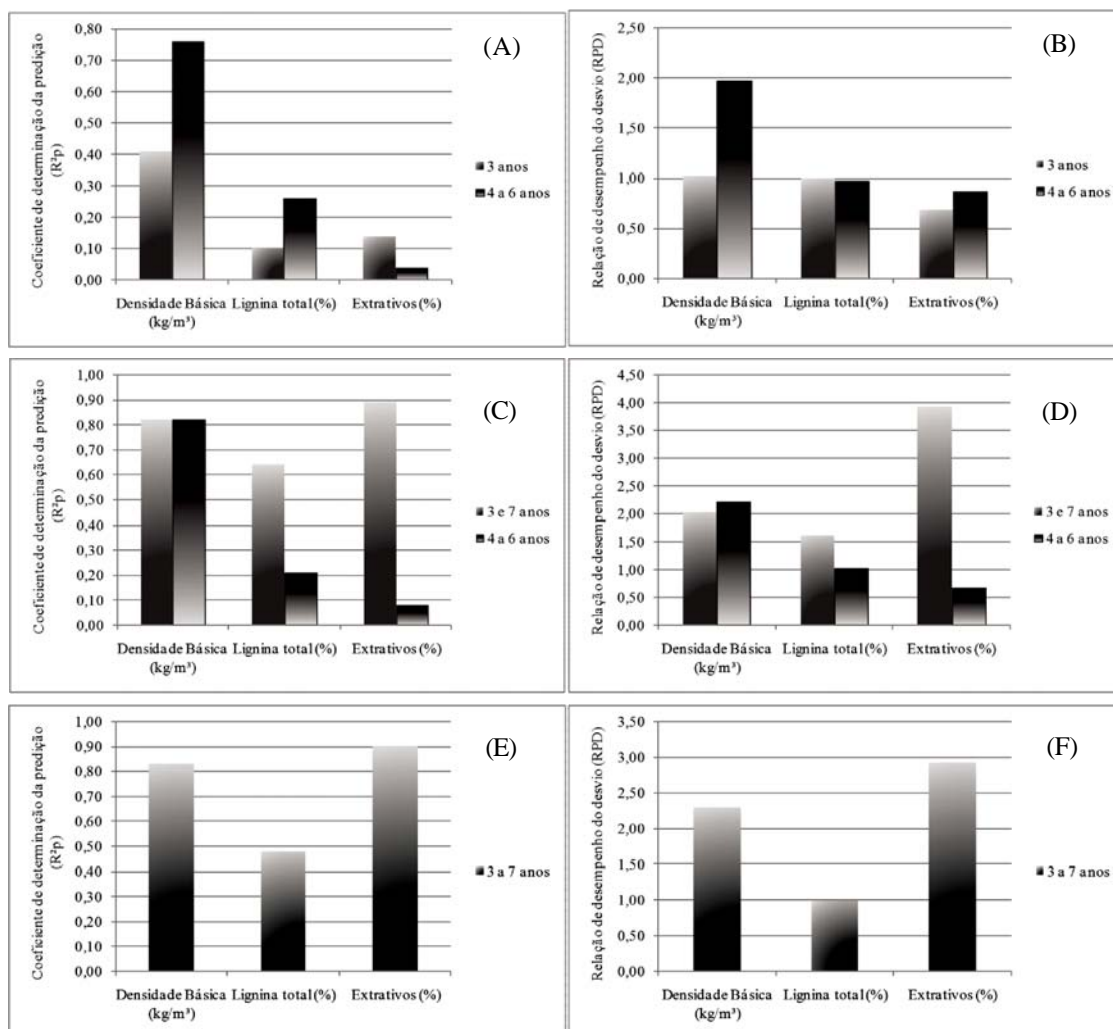 Coeficiente de determinação da predição
(R²p)
0,80
0,70
0,60
0,50
0,40
0,30
0,20
0,10
0,00
Densidade Básica
(kg/m³)
Lignina total (%)
Extrativos (%)
(A)
3 anos
4 a 6 anos
Relação de desempenho do desvio (RPD)
2,50
2,00
1,50
1,00
0,50
0,00
Densidade Básica
(kg/m³)
Lignina total (%)
Extrativos (%)
(B)
3 anos
4 a 6 anos
Coeficiente de determinação da predição
(R²p)
1,00
0,90
0,80
0,70
0,60
0,50
0,40
0,30
0,20
0,10
0,00
Densidade Básica
(kg/m³)
Lignina total (%)
Extrativos (%)
(C)
3 e 7 anos
4 a 6 anos
Relação de desempenho do desvio (RPD)
4,50
4,00
3,50
3,00
2,50
2,00
1,50
1,00
0,50
0,00
Densidade Básica
(kg/m³)
Lignina total (%)
Extrativos (%)
(D)
3 e 7 anos
4 a 6 anos
Coeficiente de determinação da predição
(R²p)
1,00
0,90
0,80
0,70
0,60
0,50
0,40
0,30
0,20
0,10
0,00
Densidade Básica
(kg/m³)
Lignina total (%)
Extrativos (%)
(E)
3 a 7 anos
Relação de desempenho do desvio (RPD)
3,50
3,00
2,50
2,00
1,50
1,00
0,50
0,00
Densidade Básica
(kg/m³)
Lignina total (%)
Extrativos (%)
(F)
3 a 7 anos